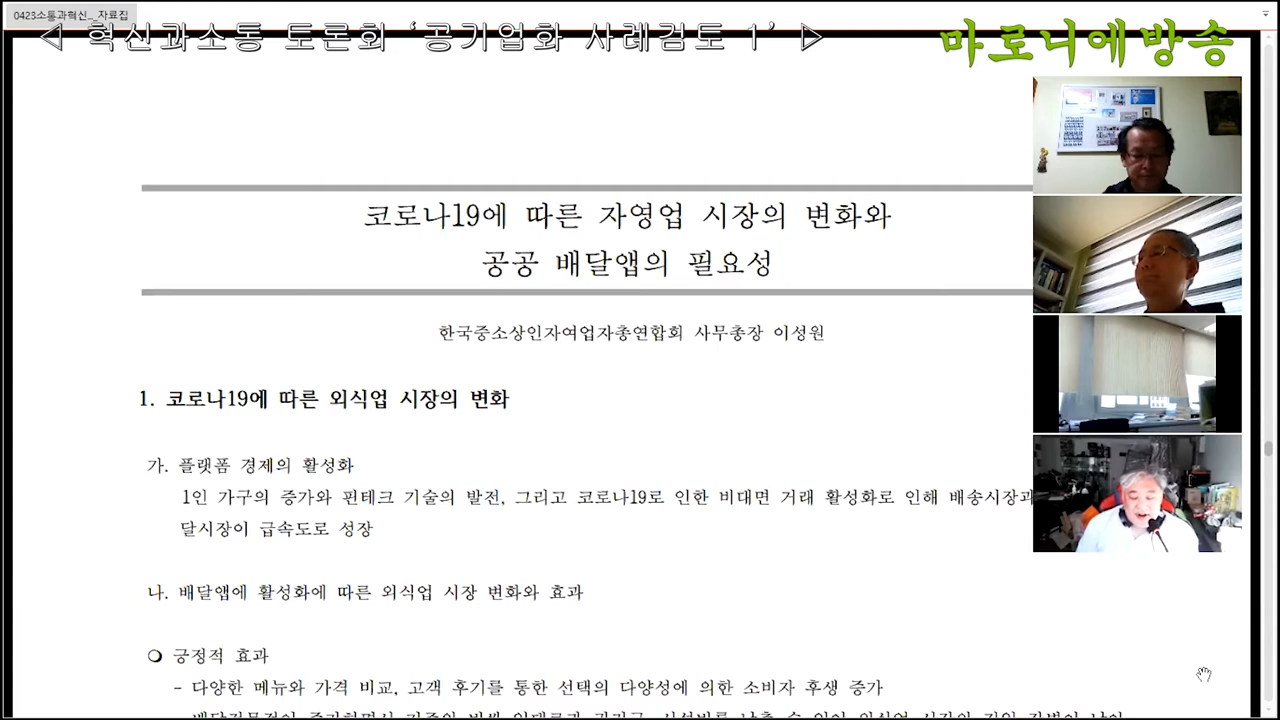 0423소통과혁신_자료집
◁ 혁신과소통 토론회 ‘공기업화 사례검토 1’ ▷
마로니에방송
코로나19에 따른 자영업 시장의 변화와
공공 배달앱의 필요성
한국중소상인자여업자총연합회 사무총장 이성원
1. 코로나19에 따른 외식업 시장의 변화
가. 플랫폼 경제의 활성화
1인 가구의 증가와 핀테크 기술의 발전, 그리고 코로나19로 인한 비대면 거래 활성화로 인해 배송시장과
달시장이 급속도로 성장
나. 배달앱에 활성화에 따른 외식업 시장 변화와 효과
❍ 긍정적 효과
- 다양한 메뉴와 가격 비교, 고객 후기를 통한 선택의 다양성에 의한 소비자 후생 증가